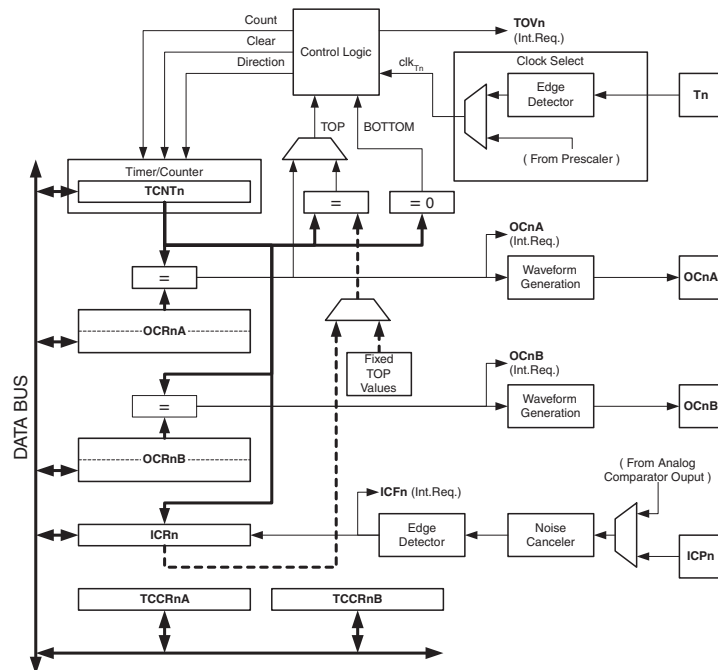 Count
Clear
Direction
Control Logic
TOVn
(Int.Req.)
clkTn
Clock Select
Edge
Detector
Tn
( From Prescaler )
TOP
BOTTOM
Timer/Counter
TCNTn
=
= 0
=
OCnA
(Int.Req.)
Waveform
Generation
OCnA
OCRnA
Fixed
TOP
Values
OCnB
(Int.Req.)
=
Waveform
Generation
OCnB
OCRnB
DATA BUS
( From Analog
Comparator Ouput )
ICFn (Int.Req.)
ICRn
Edge
Detector
Noise
Canceler
ICPn
TCCRnA
TCCRnB